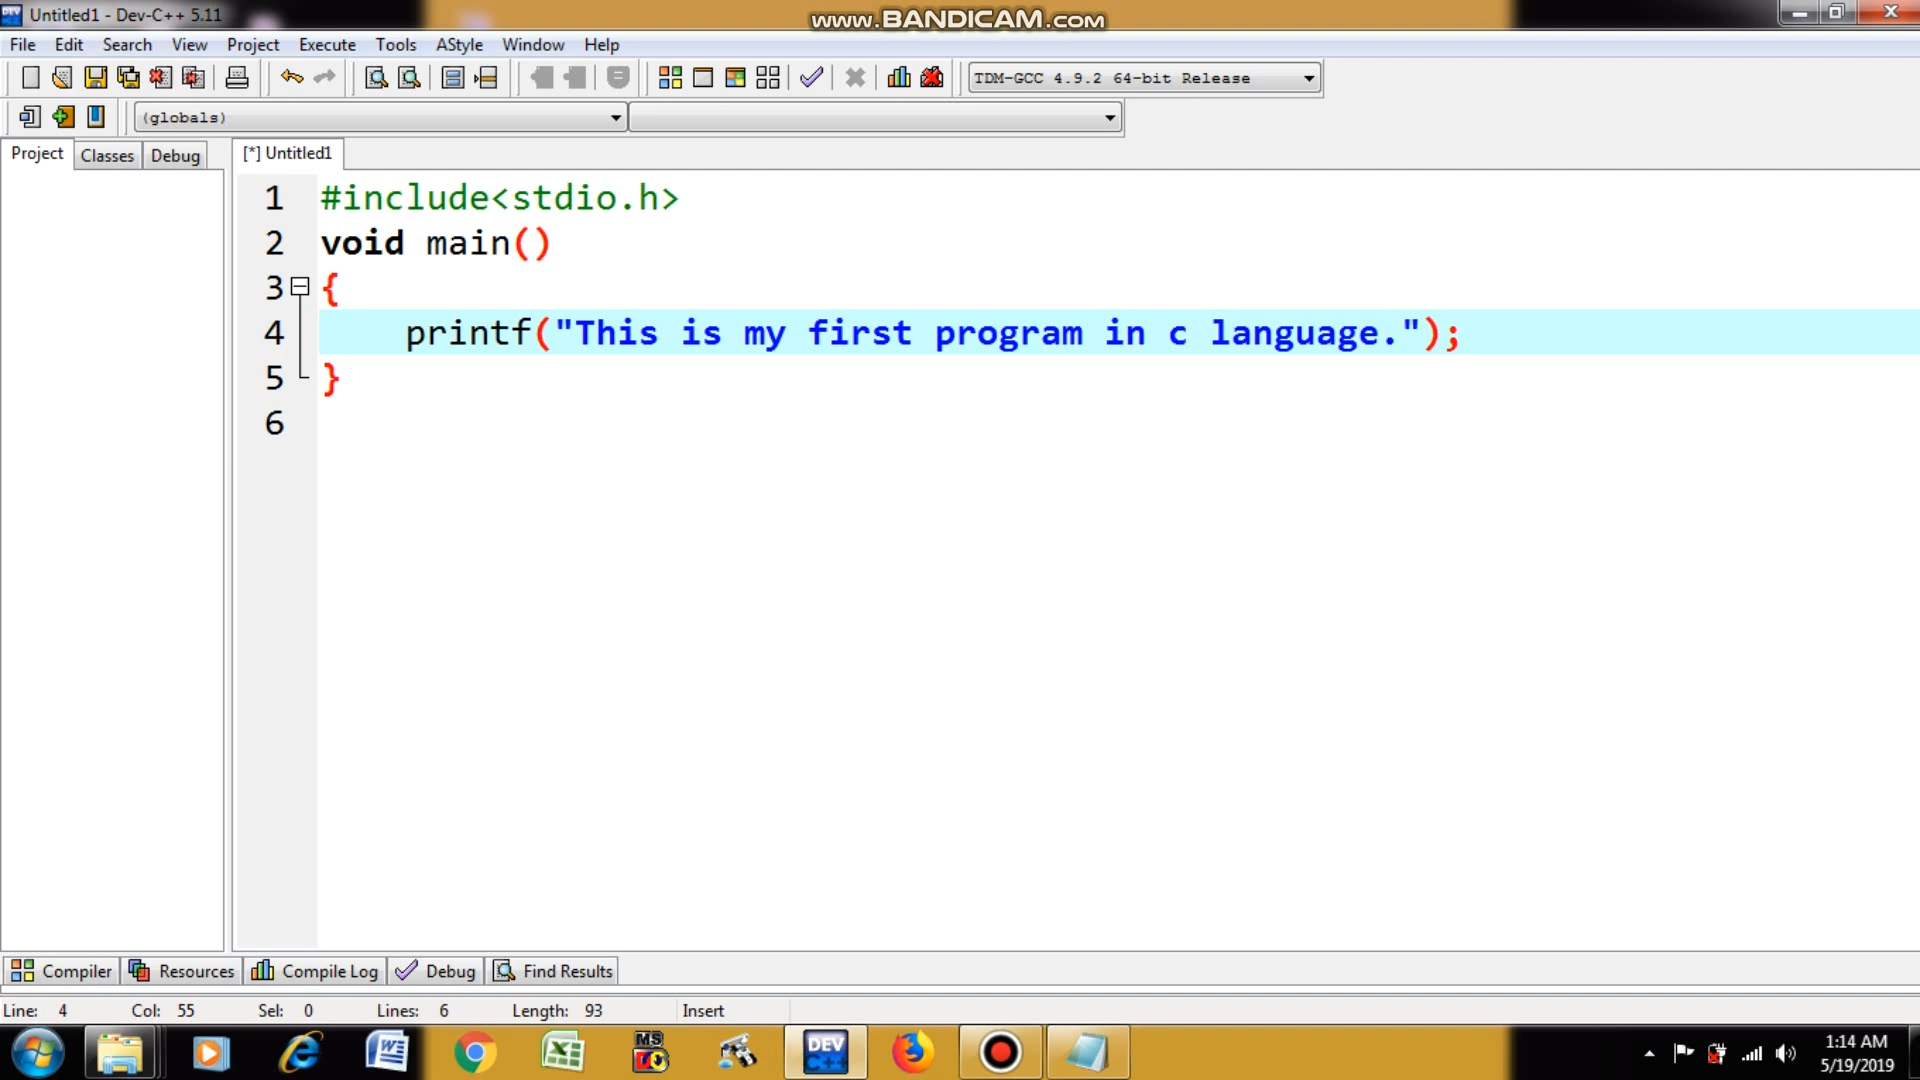 Untitled1 - Dev-C++ 5.11
www.BANDICAM.com
File Edit Search View Project Execute Tools AStyle Window Help
TDM-GCC 4.9.2 64-bit Release
(globals)
Project Classes Debug
[*] Untitled1
1 #include<stdio.h>
2 void main()
3 {
4 printf("This is my first program in c language.");
5 }
6
Compiler Resources Compile Log Debug Find Results
Line: 4 Col: 55 Sel: 0 Lines: 6 Length: 93 Insert
MS
DEV C++
1:14 AM
5/19/2019